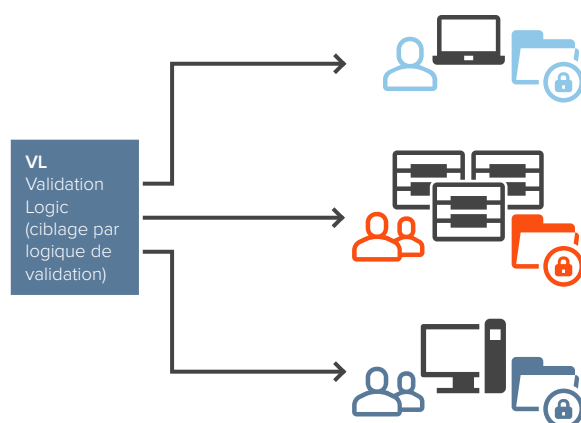 VL
Validation
Logic
(ciblage par
logique de
validation)